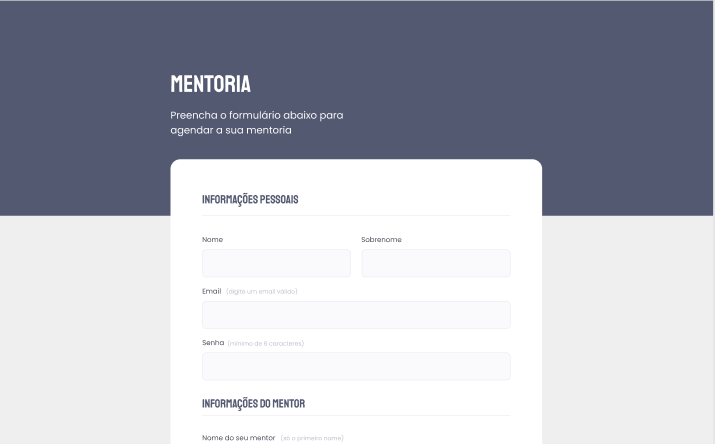 MENTORIA
Preencha o formulário abaixo para
agendar a sua mentoria
INFORMAÇÕES PESSOAIS
Nome Sobrenome
Email (digite um email válido)
Senha (mínimo de 6 caracteres)
INFORMAÇÕES DO MENTOR
Nome do seu mentor (só o primeiro nome)